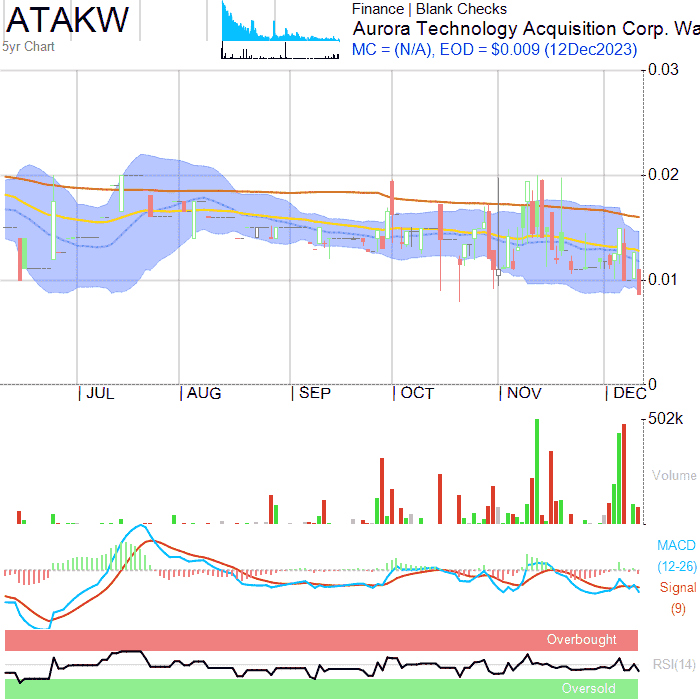 ATAKW
5yr Chart
Finance | Blank Checks
Aurora Technology Acquisition Corp. Wa
MC = (N/A), EOD = $0.009 (12Dec2023)
0.03
0.02
0.01
0
JUL
AUG
SEP
OCT
NOV
DEC
502k
Volume
MACD
(12-26)
Signal
(9)
Overbought
RSI(14)
Oversold